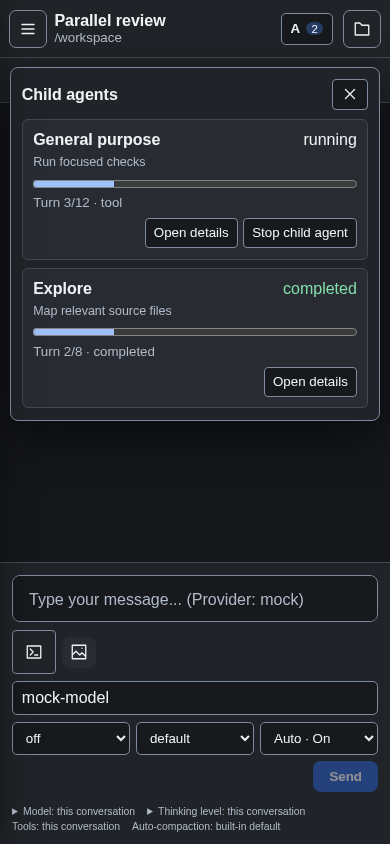 Parallel review
/workspace
A 2
Child agents
General purpose running
Run focused checks
Turn 3/12 · tool
Open details Stop child agent
Explore completed
Map relevant source files
Turn 2/8 · completed
Open details
Type your message... (Provider: mock)
mock-model
off default Auto · On
Send
Model: this conversation Thinking level: this conversation
Tools: this conversation Auto-compaction: built-in default